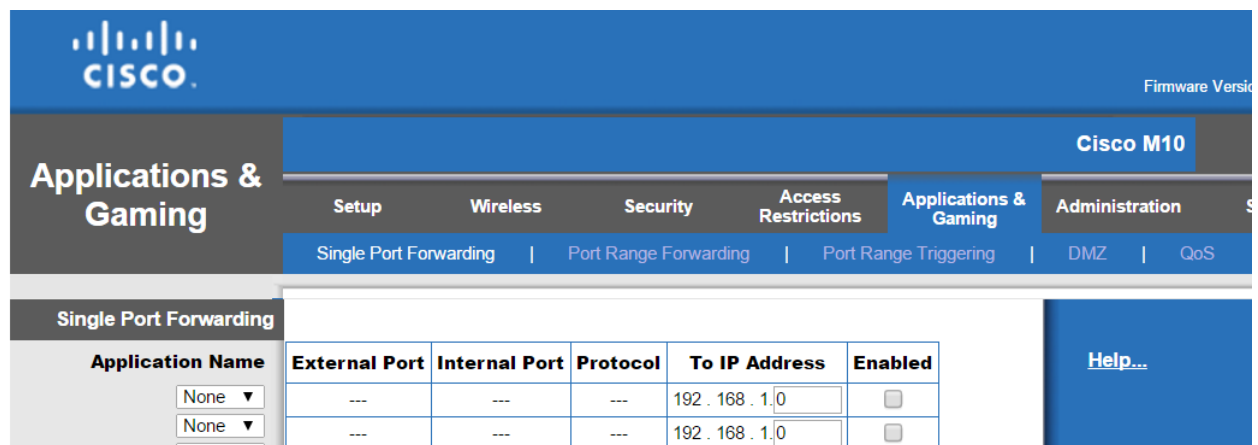 CISCO.
Firmware
Cisco M10
Applications &
Gaming
Setup Wireless Security Access Restrictions Applications & Gaming Administration
Single Port Forwarding | Port Range Forwarding | Port Range Triggering | DMZ | QoS
Single Port Forwarding
Application Name External Port Internal Port Protocol To IP Address Enabled
Help...
None ▼ --- --- --- 192 . 168 . 1. 0
None ▼ --- --- --- 192 . 168 . 1. 0